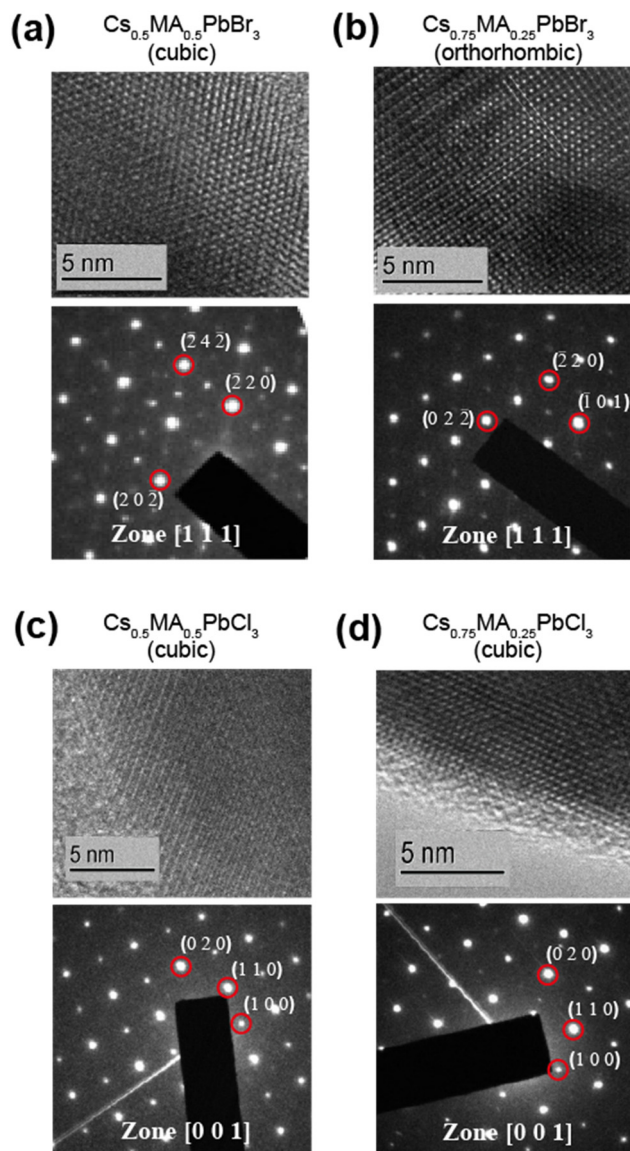 (a) Cs₀.₅MA₀.₅PbBr₃
(cubic)
5 nm
(2̄ 4 2̄)
(2̄ 2 0)
(2 0 2̄)
Zone [1 1 1]
(b) Cs₀.₇₅MA₀.₂₅PbBr₃
(orthorhombic)
5 nm
(2̄ 2 0)
(1̄ 0 1)
(0 2 2̄)
Zone [1 1 1]
(c) Cs₀.₅MA₀.₅PbCl₃
(cubic)
5 nm
(0 2 0)
(1 1 0)
(1 0 0)
Zone [0 0 1]
(d) Cs₀.₇₅MA₀.₂₅PbCl₃
(cubic)
5 nm
(0 2 0)
(1 1 0)
(1 0 0)
Zone [0 0 1]